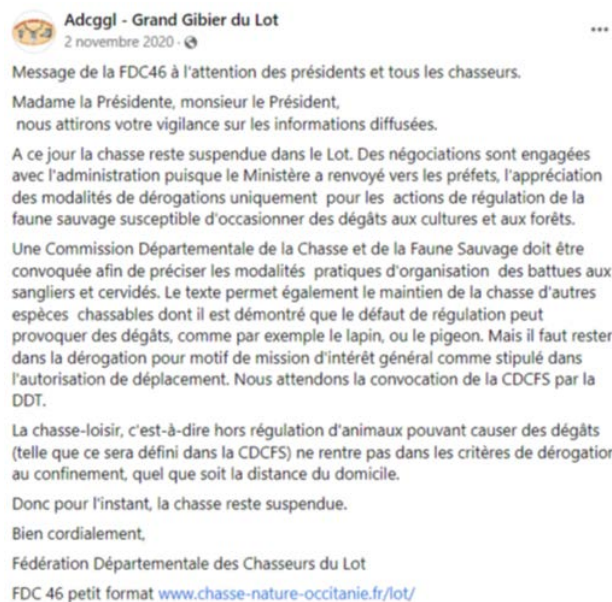 Adcggl - Grand Gibier du Lot
2 novembre 2020
Message de la FDC46 à l'attention des présidents et tous les chasseurs.
Madame la Présidente, monsieur le Président,
nous attirons votre vigilance sur les informations diffusées.
A ce jour la chasse reste suspendue dans le Lot. Des négociations sont engagées
avec l'administration puisque le Ministère a renvoyé vers les préfets, l'appréciation
des modalités de dérogations uniquement pour les actions de régulation de la
faune sauvage susceptible d'occasionner des dégâts aux cultures et aux forêts.
Une Commission Départementale de la Chasse et de la Faune Sauvage doit être
convoquée afin de préciser les modalités pratiques d'organisation des battues aux
sangliers et cervidés. Le texte permet également le maintien de la chasse d'autres
espèces chassables dont il est démontré que le défaut de régulation peut
provoquer des dégâts, comme par exemple le lapin, ou le pigeon. Mais il faut rester
dans la dérogation pour motif de mission d'intérêt général comme stipulé dans
l'autorisation de déplacement. Nous attendons la convocation de la CDCFS par la
DDT.
La chasse-loisir, c'est-à-dire hors régulation d'animaux pouvant causer des dégâts
(telle que ce sera défini dans la CDCFS) ne rentre pas dans les critères de dérogation
au confinement, quel que soit la distance du domicile.
Donc pour l'instant, la chasse reste suspendue.
Bien cordialement,
Fédération Départementale des Chasseurs du Lot
FDC 46 petit format www.chasse-nature-occitanie.fr/lot/